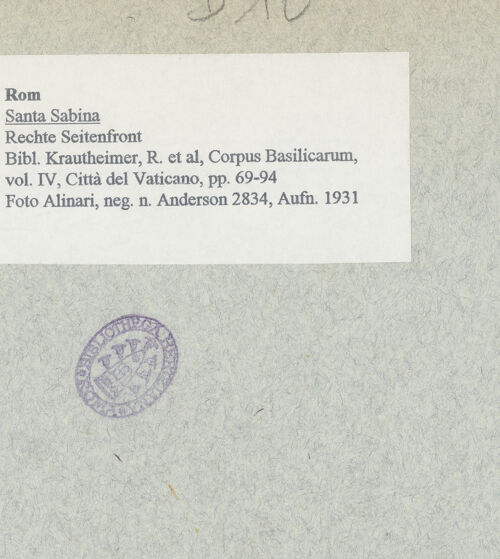 Rom
Santa Sabina
Rechte Seitenfront
Bibl. Krautheimer, R. et al, Corpus Basilicarum,
vol. IV, Città del Vaticano, pp. 69-94
Foto Alinari, neg. n. Anderson 2834, Aufn. 1931